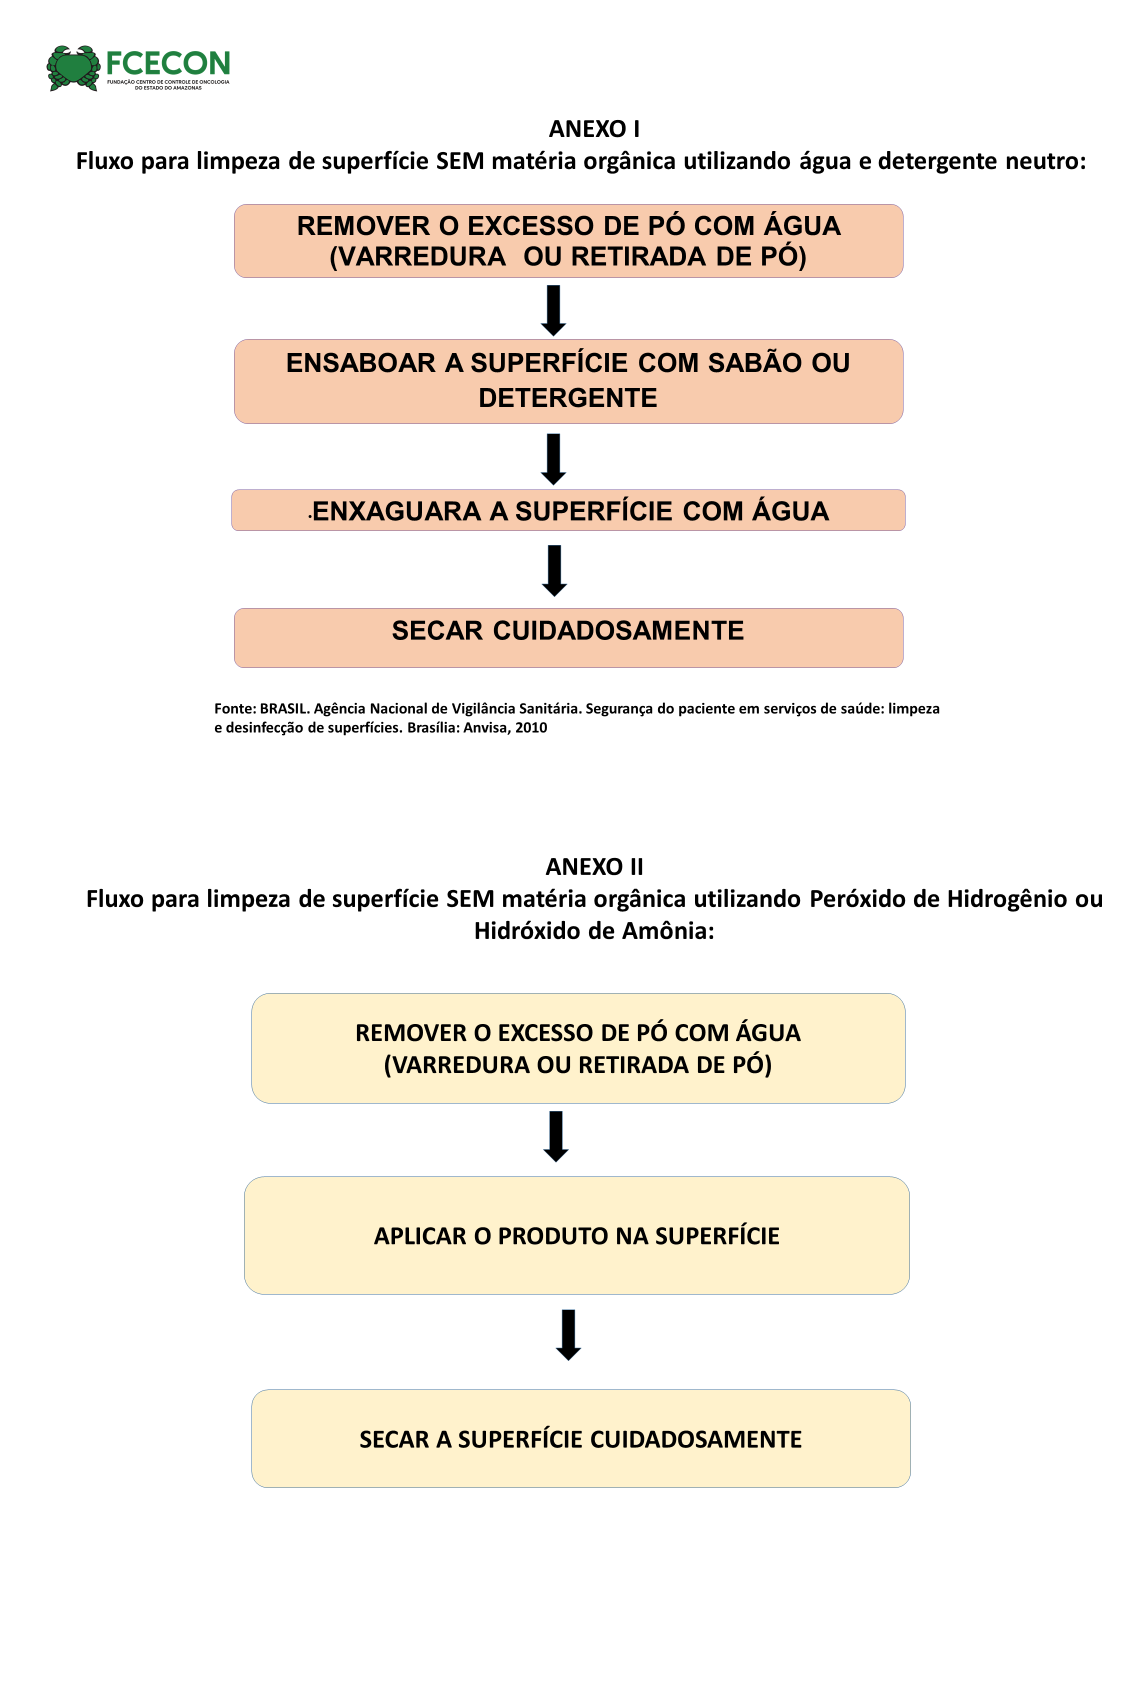 FCECON
FUNDAÇÃO CENTRO DE CONTROLE DE ONCOLOGIA
DO ESTADO DO AMAZONAS
ANEXO I
Fluxo para limpeza de superfície SEM matéria orgânica utilizando água e detergente neutro:
REMOVER O EXCESSO DE PÓ COM ÁGUA
(VARREDURA OU RETIRADA DE PÓ)
ENSABOAR A SUPERFÍCIE COM SABÃO OU
DETERGENTE
.ENXAGUARA A SUPERFÍCIE COM ÁGUA
SECAR CUIDADOSAMENTE
Fonte: BRASIL. Agência Nacional de Vigilância Sanitária. Segurança do paciente em serviços de saúde: limpeza
e desinfecção de superfícies. Brasília: Anvisa, 2010
ANEXO II
Fluxo para limpeza de superfície SEM matéria orgânica utilizando Peróxido de Hidrogênio ou
Hidróxido de Amônia:
REMOVER O EXCESSO DE PÓ COM ÁGUA
(VARREDURA OU RETIRADA DE PÓ)
APLICAR O PRODUTO NA SUPERFÍCIE
SECAR A SUPERFÍCIE CUIDADOSAMENTE